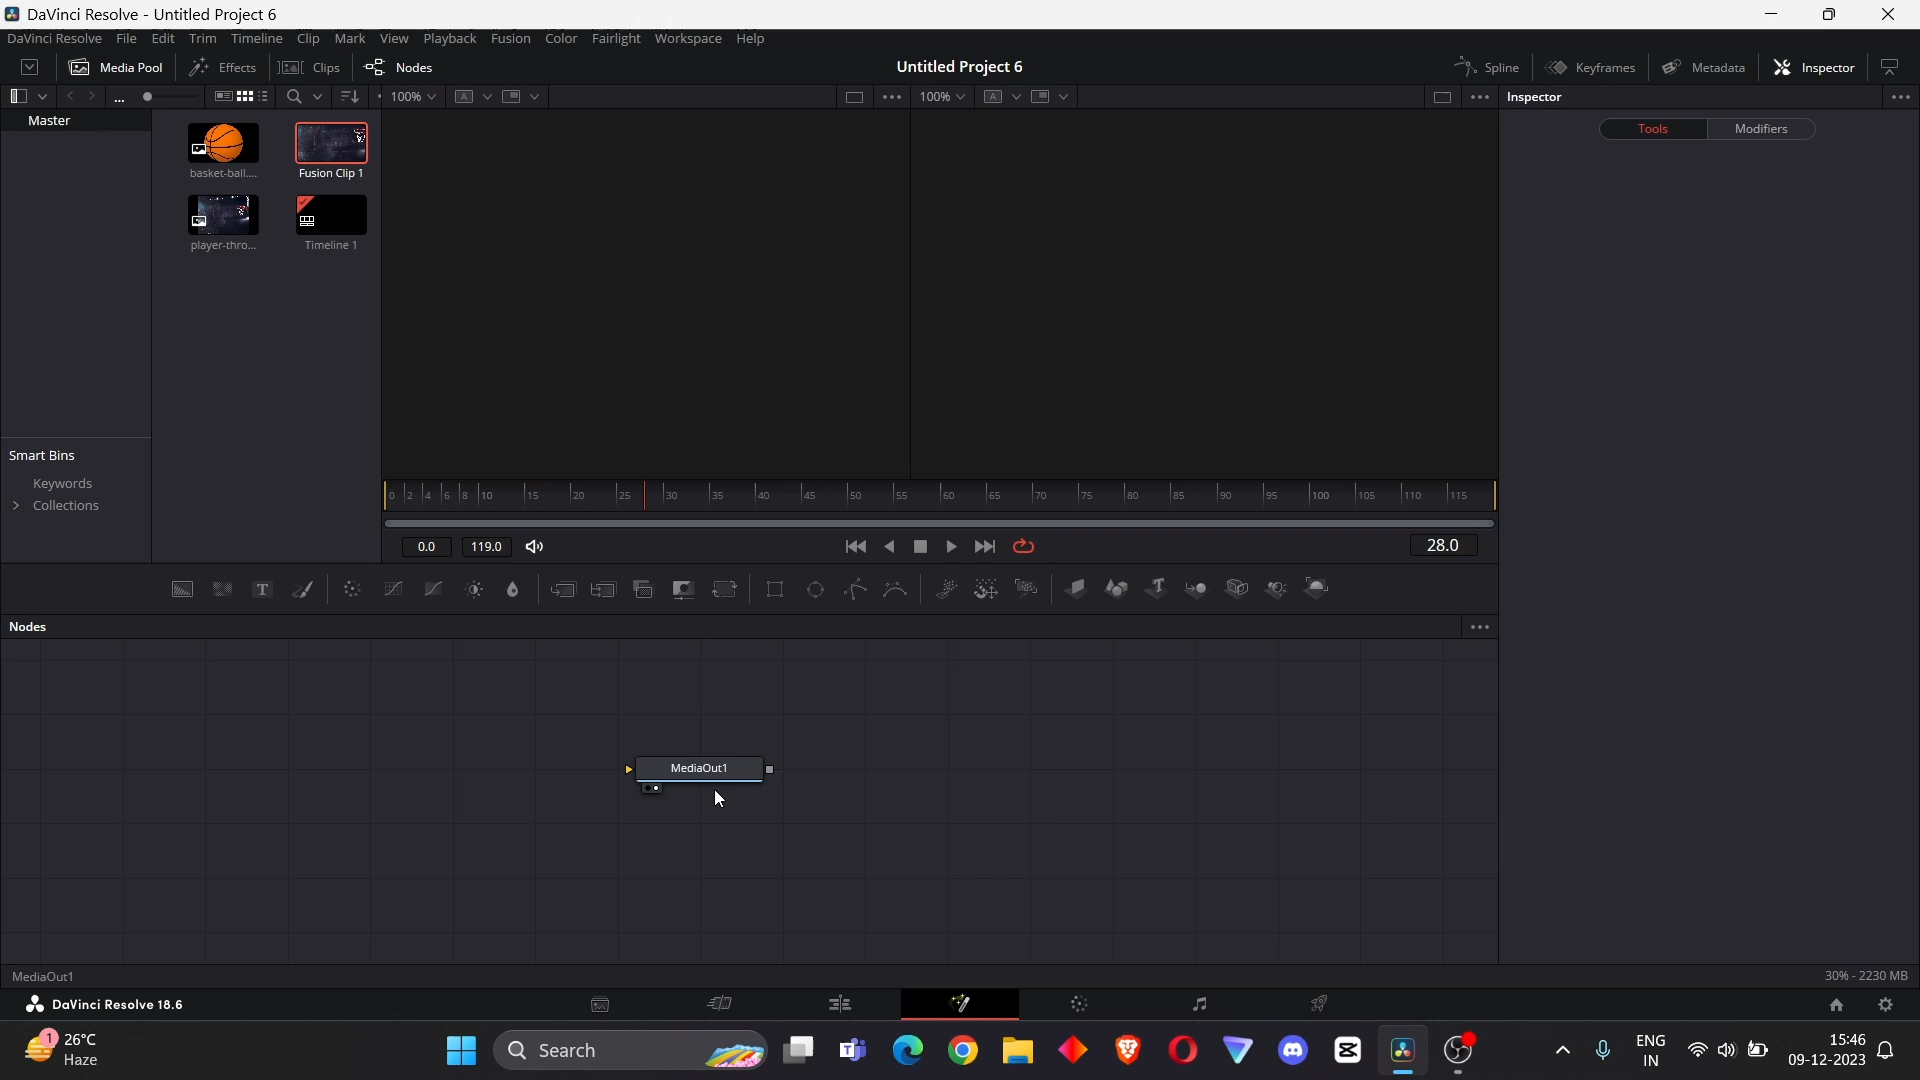 DaVinci Resolve - Untitled Project 6
DaVinci Resolve File Edit Trim Timeline Clip Mark View Playback Fusion Color Fairlight Workspace Help
Media Pool Effects Clips Nodes Untitled Project 6 Spline Keyframes Metadata Inspector
... 100% A 100% A Inspector
Master
Tools Modifiers
basket-ball.... Fusion Clip 1
player-thro... Timeline 1
Smart Bins
Keywords
Collections
0 2 4 6 8 10 15 20 25 30 35 40 45 50 55 60 65 70 75 80 85 90 95 100 105 110 115
0.0 119.0 28.0
T T
Nodes
MediaOut1
MediaOut1 30% - 2230 MB
DaVinci Resolve 18.6
1 26°C
Haze
Search
ENG
IN
15:46
09-12-2023